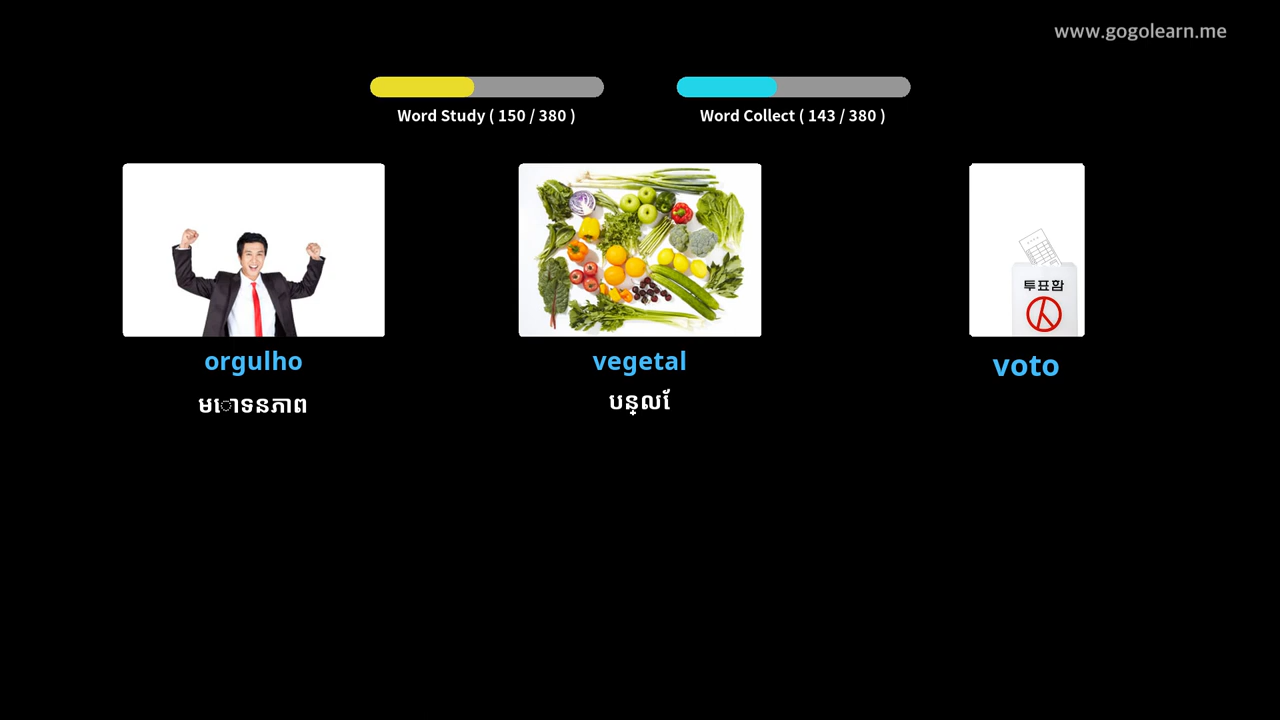 www.gogolearn.me
Word Study ( 150 / 380 )
Word Collect ( 143 / 380 )
투표함
orgulho
vegetal
voto
មោទនភាព
បន្លែ